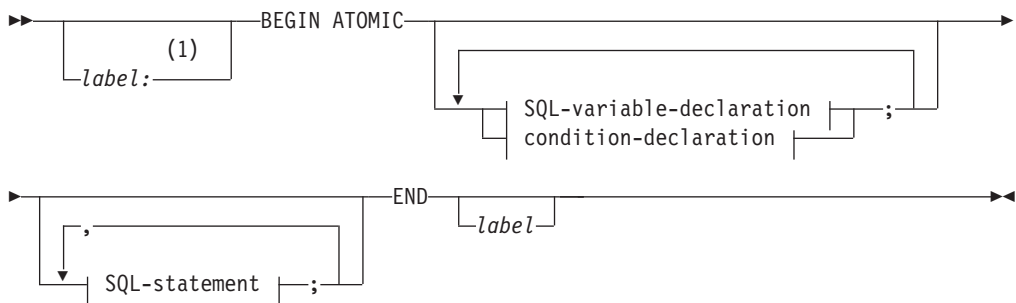 BEGIN ATOMIC
(1)
label:
SQL-variable-declaration ;
condition-declaration
END
label
,
SQL-statement ;